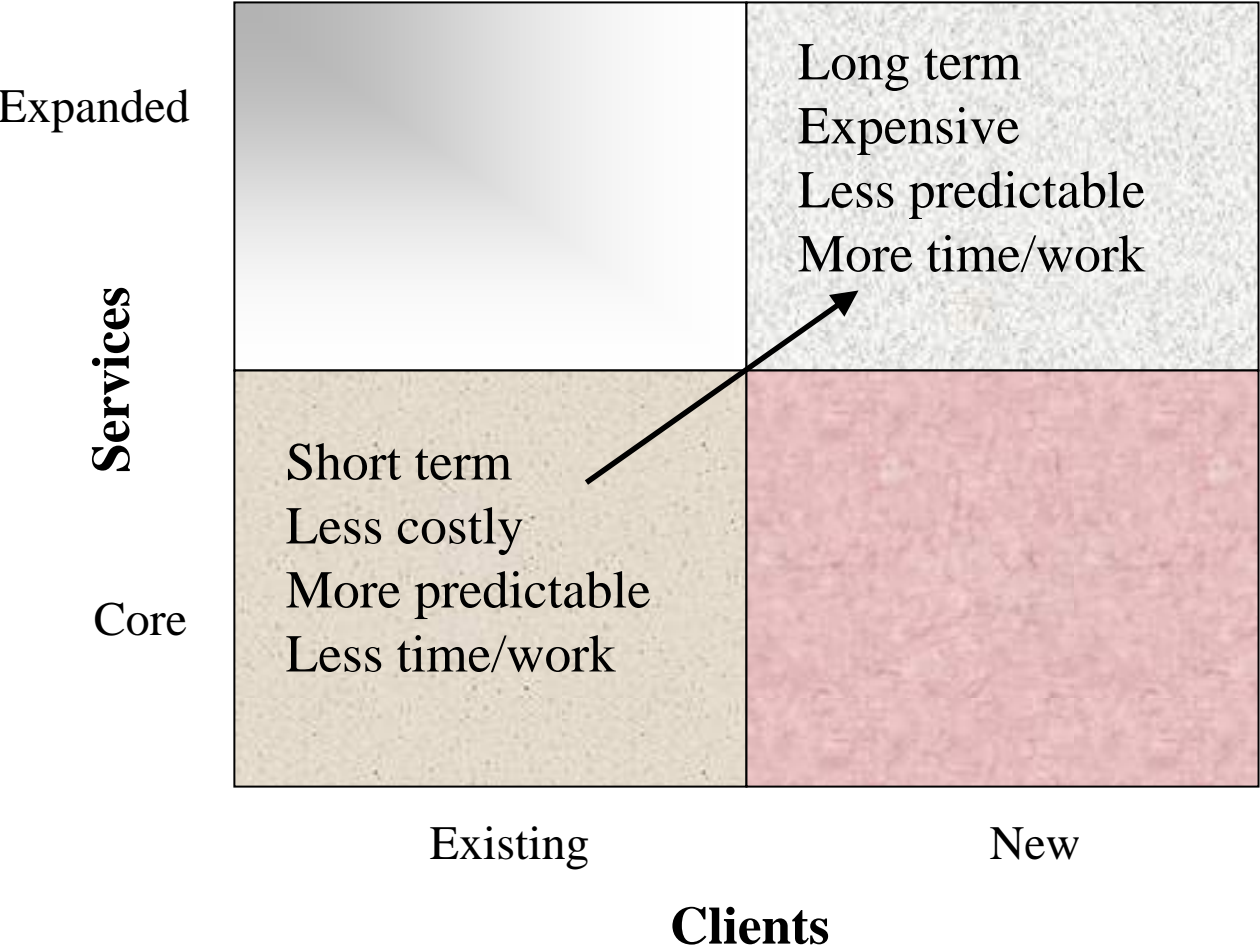 Expanded
Long term
Expensive
Less predictable
More time/work
Services
Short term
Less costly
More predictable
Less time/work
Core
Existing
New
Clients